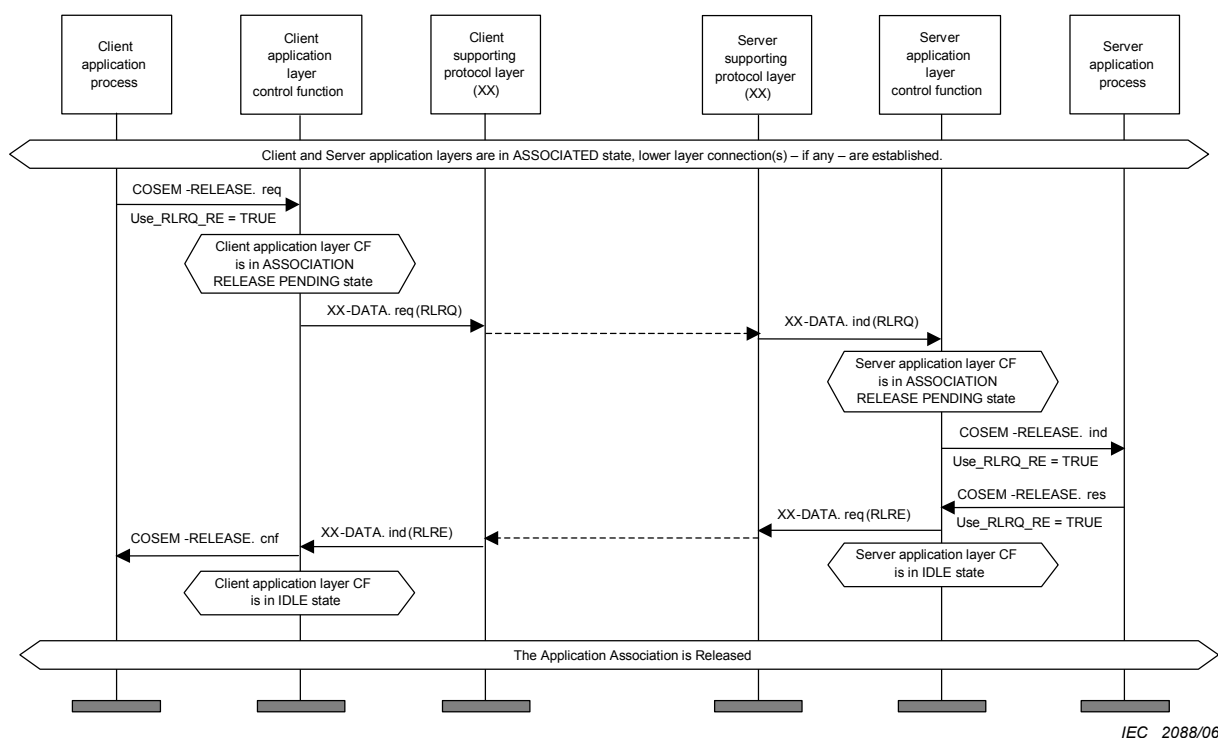 Client
application
process
Client
application
layer
control function
Client
supporting
protocol layer
(XX)
Server
supporting
protocol layer
(XX)
Server
application
layer
control function
Server
application
process
Client and Server application layers are in ASSOCIATED state, lower layer connection(s) – if any – are established.
COSEM -RELEASE. req
Use_RLRQ_RE = TRUE
Client application layer CF
is in ASSOCIATION
RELEASE PENDING state
XX-DATA. req (RLRQ)
XX-DATA. ind (RLRQ)
Server application layer CF
is in ASSOCIATION
RELEASE PENDING state
COSEM -RELEASE. ind
Use_RLRQ_RE = TRUE
COSEM -RELEASE. res
Use_RLRQ_RE = TRUE
XX-DATA. req (RLRE)
XX-DATA. ind (RLRE)
COSEM -RELEASE. cnf
Server application layer CF
is in IDLE state
Client application layer CF
is in IDLE state
The Application Association is Released
IEC 2088/06